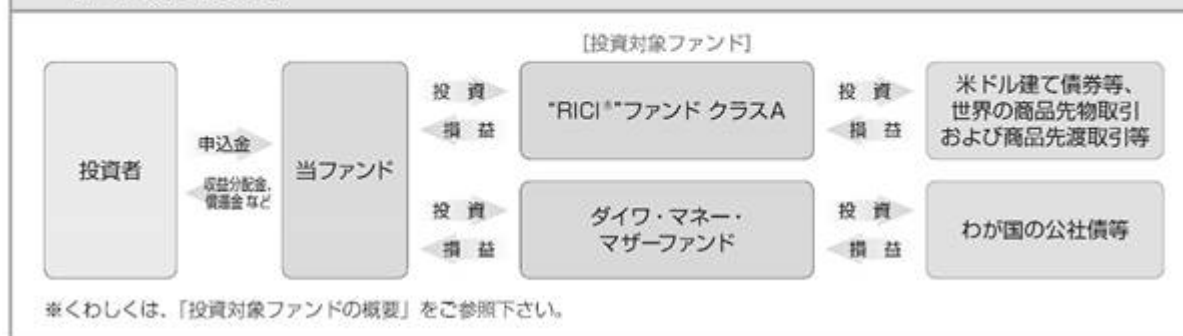 [投資対象ファンド]
投資者
申込金
収益分配金、
償還金 など
当ファンド
投 資
損 益
"RICI®"ファンド クラスA
投 資
損 益
米ドル建て債券等、
世界の商品先物取引
および商品先渡取引等
投 資
損 益
ダイワ・マネー・
マザーファンド
投 資
損 益
わが国の公社債等
※くわしくは、「投資対象ファンドの概要」をご参照下さい。